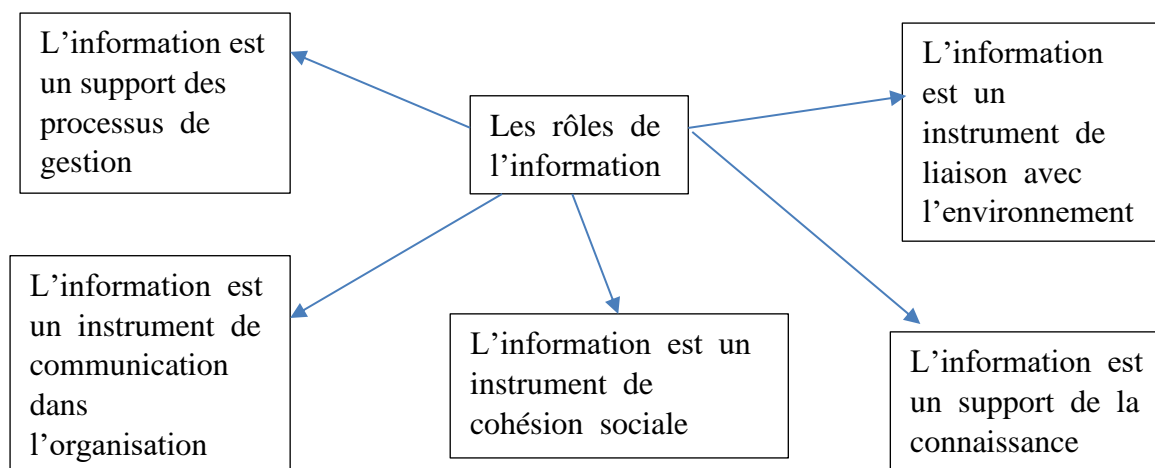 L’information est
un support des
processus de
gestion
Les rôles de
l’information
L’information
est un
instrument de
liaison avec
l’environnement
L’information est
un instrument de
communication
dans
l’organisation
L’information est un
instrument de
cohésion sociale
L’information est
un support de la
connaissance